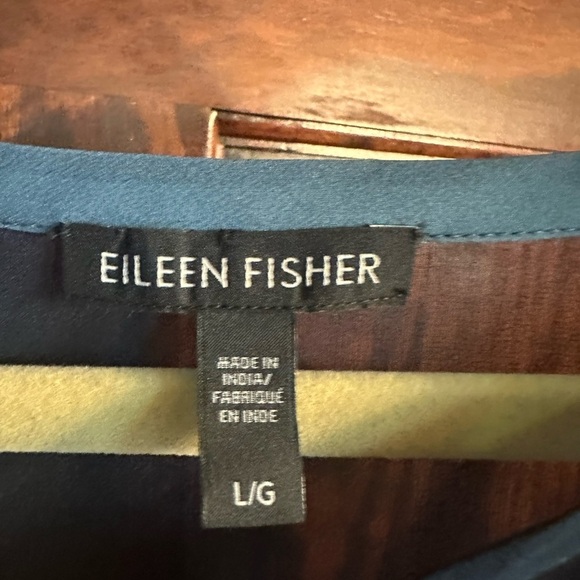 EILEEN FISHER
MADE IN
INDIA/
FABRIQUÉ
EN INDE
L/G